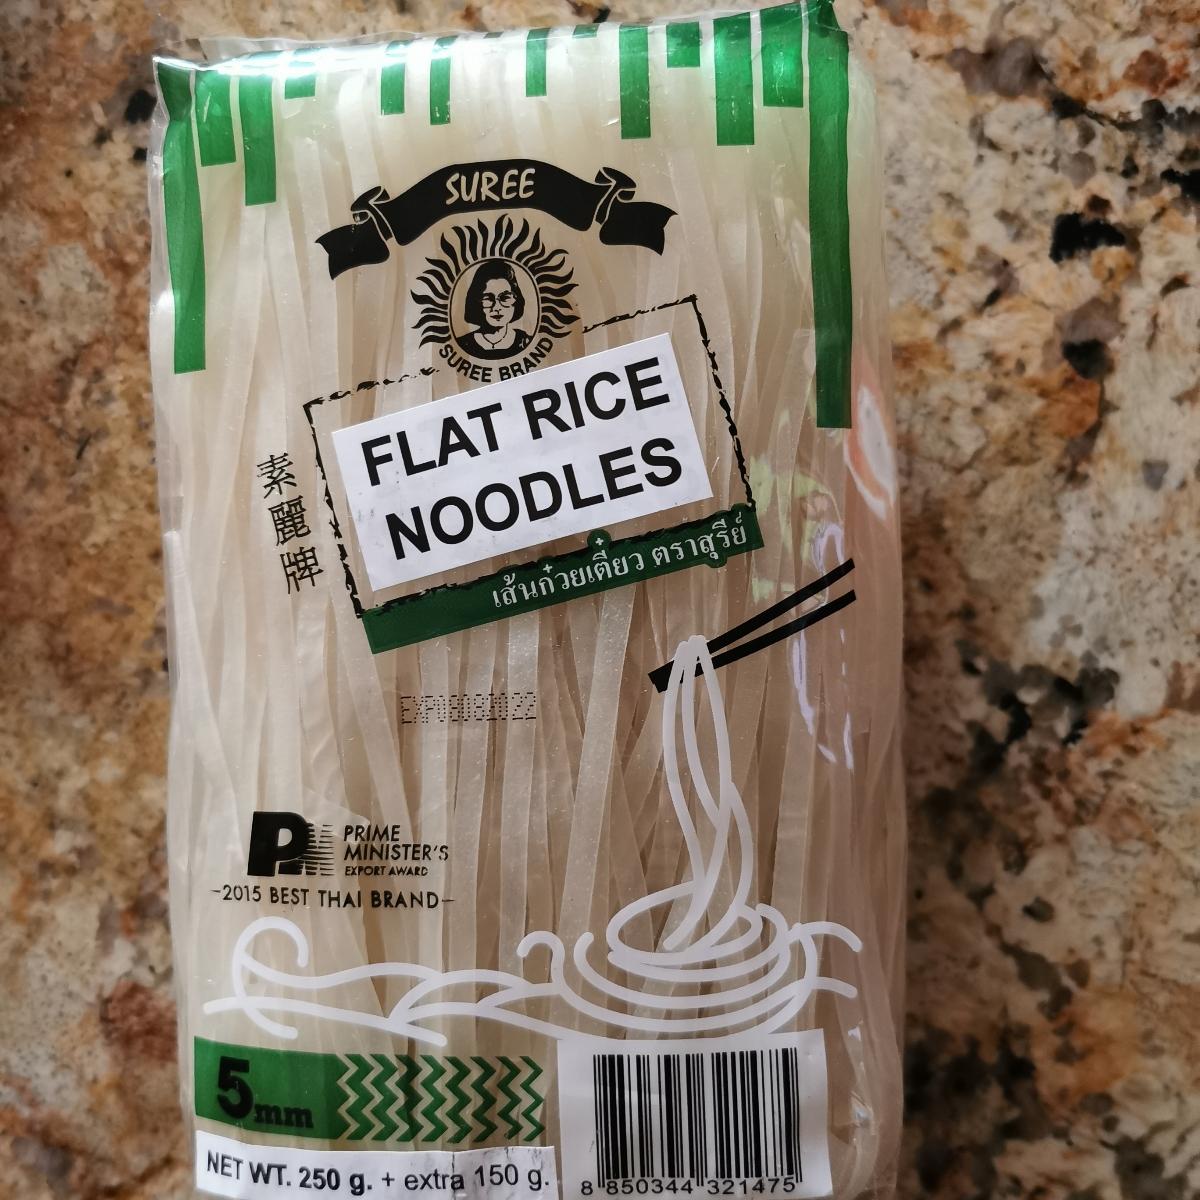 SUREE
SUREE BRAND
FLAT RICE
NOODLES
素麗牌
เส้นก๋วยเตี๋ยว ตราสุรีย์
EXP08082022
PRIME
MINISTER'S
EXPORT AWARD
-2015 BEST THAI BRAND-
5mm
NET WT. 250 g. + extra 150 g.
8 850344 321475